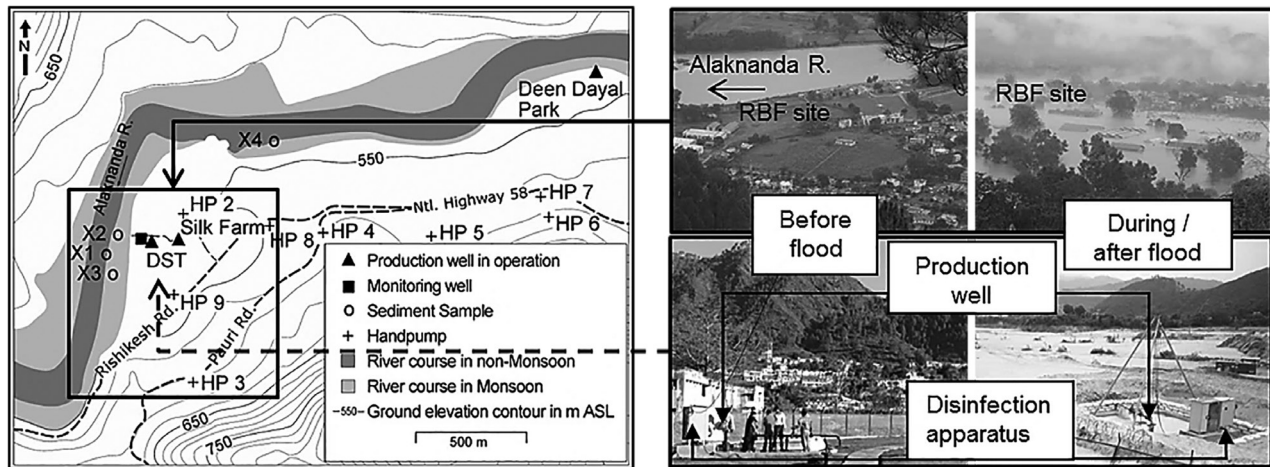 N
650
Alaknanda R.
X4
550
Deen Dayal
Park
HP 2
Silk Farm
X2
X1
X3
DST
HP 9
HP 8
HP 4
HP 5
Ntl. Highway 58
HP 7
HP 6
Rishikesh Rd.
Pauri Rd.
HP 3
650
750
Production well in operation
Monitoring well
Sediment Sample
Handpump
River course in non-Monsoon
River course in Monsoon
–550– Ground elevation contour in m ASL
500 m
Alaknanda R.
RBF site
RBF site
Before
flood
During /
after flood
Production
well
Disinfection
apparatus